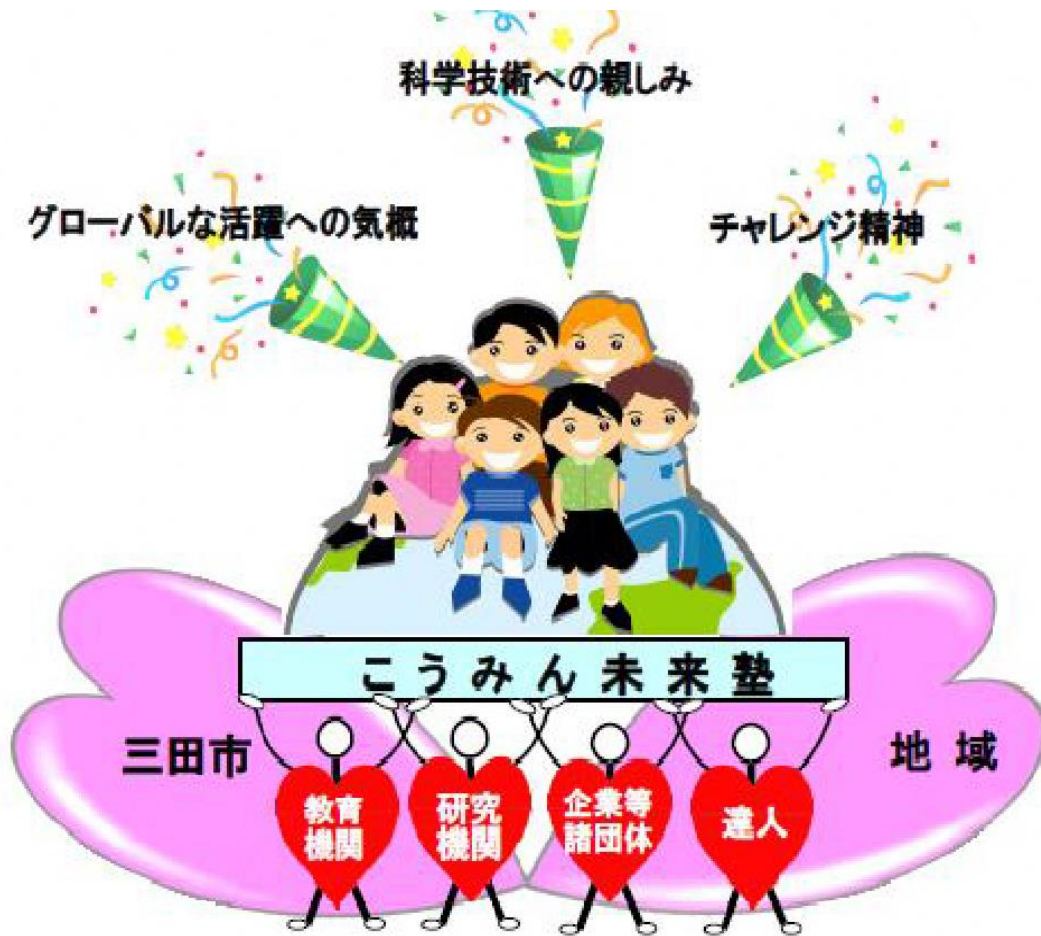 科学技術への親しみ
グローバルな活躍への気概
チャレンジ精神
こうみん未来塾
三田市
地域
教育
機関
研究
機関
企業等
諸団体
達人